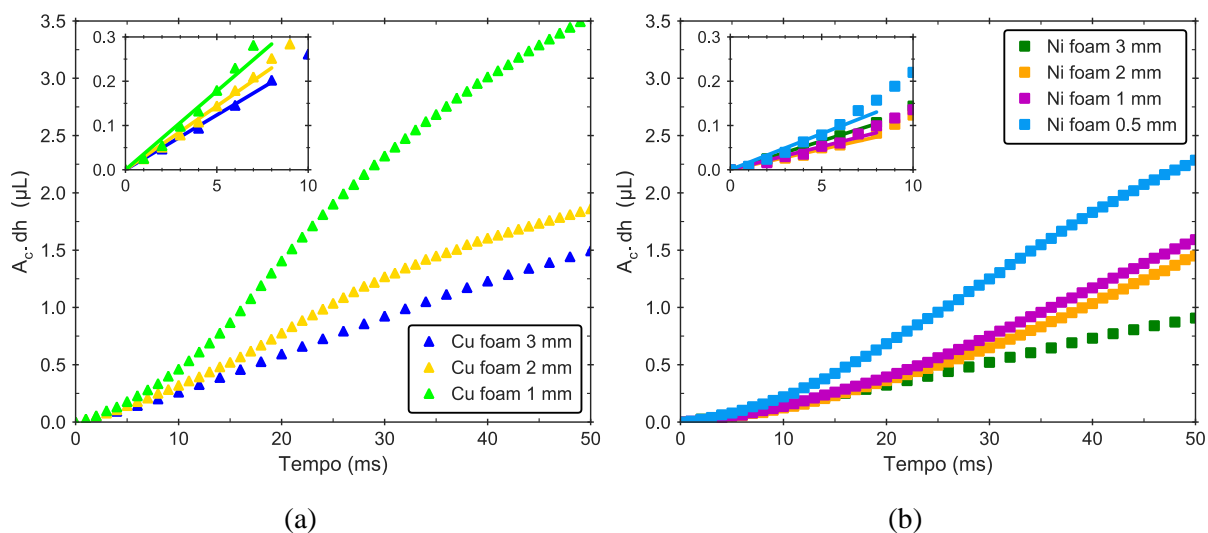 3.5
3.0
2.5
2.0
1.5
1.0
0.5
0.0
0 10 20 30 40 50
A_c. dh (μL)
Tempo (ms)
0.3
0.2
0.1
0.0
0 5 10
Cu foam 3 mm
Cu foam 2 mm
Cu foam 1 mm
(a)
3.5
3.0
2.5
2.0
1.5
1.0
0.5
0.0
0 10 20 30 40 50
A_c. dh (μL)
Tempo (ms)
0.3
0.2
0.1
0.0
0 5 10
Ni foam 3 mm
Ni foam 2 mm
Ni foam 1 mm
Ni foam 0.5 mm
(b)